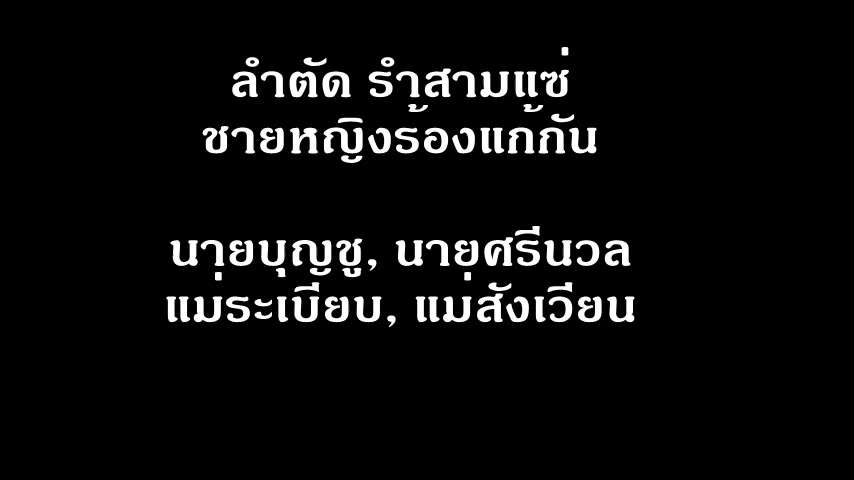 ลำตัด รำสามแซ่
ชายหญิงร้องแก้กัน
นายบุญชู, นายศรีนวล
แม่ระเบียบ, แม่สังเวียน